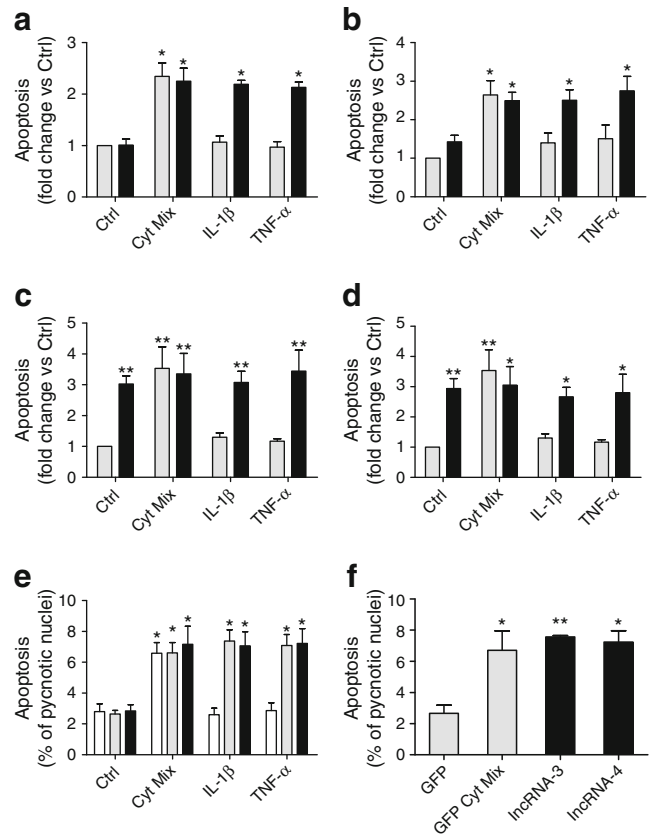 a
Apoptosis
(fold change vs Ctrl)
3
2
1
0
* * * *
Ctrl
Cyt Mix
IL-1β
TNF-α
b
Apoptosis
(fold change vs Ctrl)
4
3
2
1
0
* * * *
Ctrl
Cyt Mix
IL-1β
TNF-α
c
Apoptosis
(fold change vs Ctrl)
5
4
3
2
1
0
** ** ** ** **
Ctrl
Cyt Mix
IL-1β
TNF-α
d
Apoptosis
(fold change vs Ctrl)
5
4
3
2
1
0
** ** * * *
Ctrl
Cyt Mix
IL-1β
TNF-α
e
Apoptosis
(% of pycnotic nuclei)
10
8
6
4
2
0
* * * * * * *
Ctrl
Cyt Mix
IL-1β
TNF-α
f
Apoptosis
(% of pycnotic nuclei)
10
8
6
4
2
0
* ** *
GFP
GFP Cyt Mix
lncRNA-3
lncRNA-4